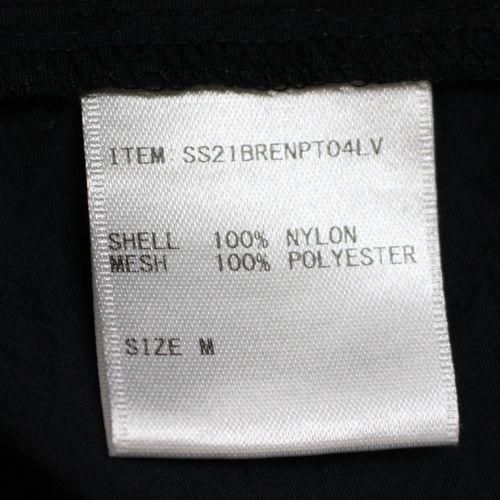 ITEM: SS21BRENPT04LV
SHELL 100% NYLON
MESH 100% POLYESTER
SIZE M